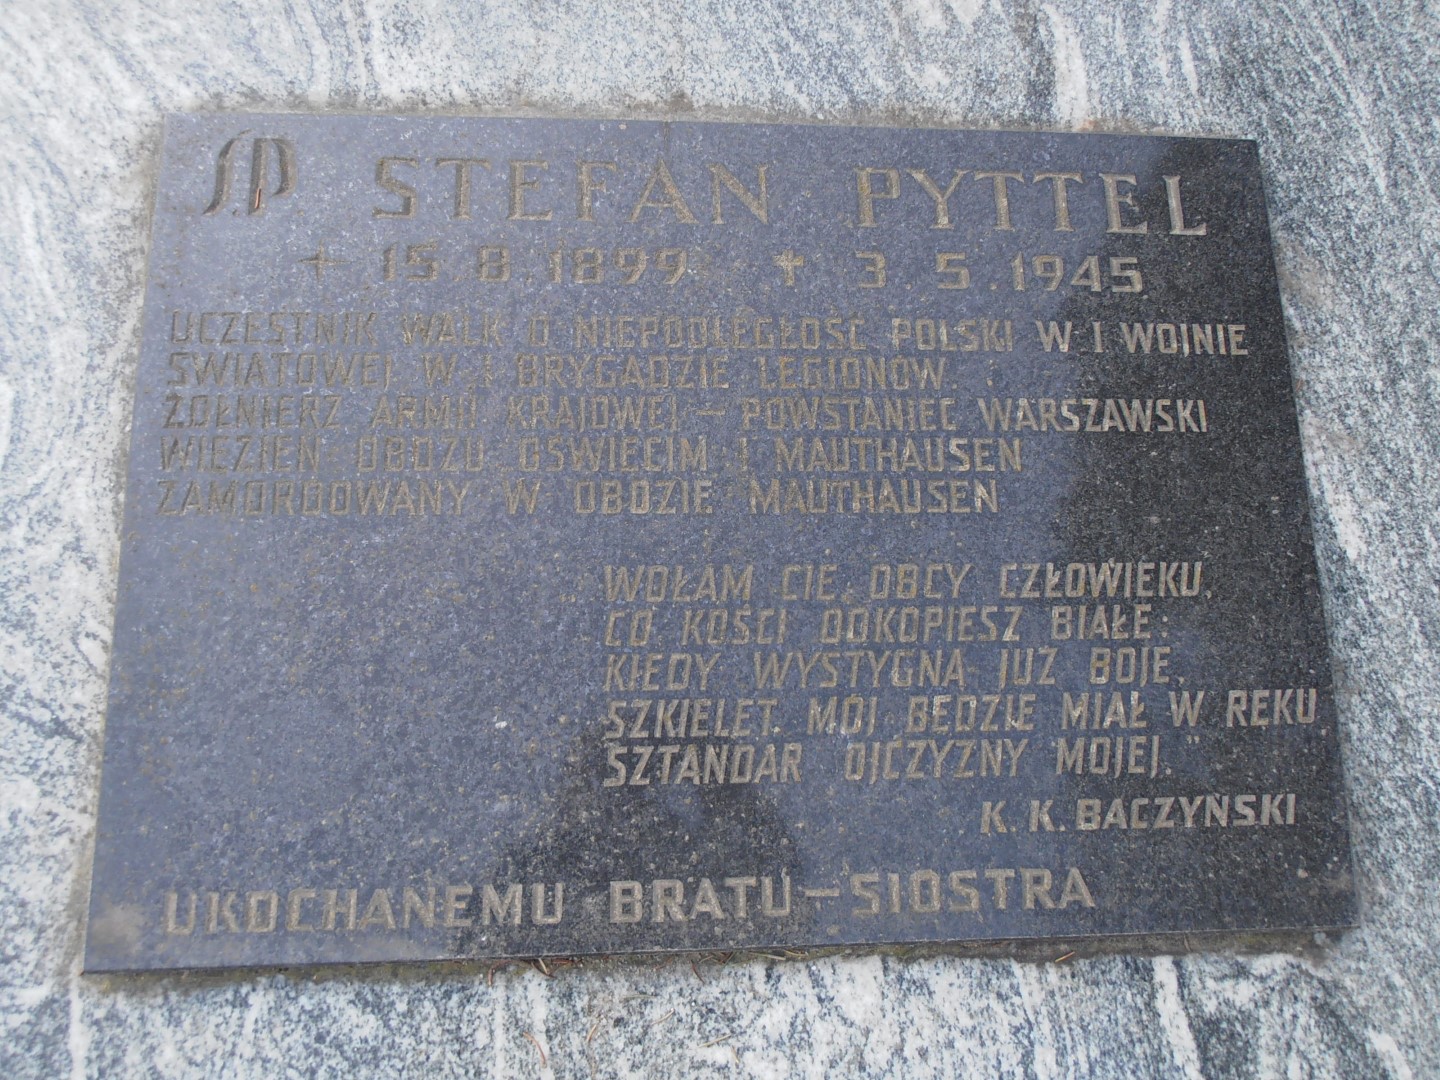 ŚP STEFAN PYTTEL
+ 15.8.1899 ✝ 3.5.1945
UCZESTNIK WALK O NIEPODLEGŁOŚĆ POLSKI W I WOJNIE
ŚWIATOWEJ W I BRYGADZIE LEGIONÓW.
ŻOŁNIERZ ARMII KRAJOWEJ — POWSTANIEC WARSZAWSKI
WIĘZIEŃ OBOZU OŚWIĘCIM I MAUTHAUSEN
ZAMORDOWANY W OBOZIE MAUTHAUSEN
„WOŁAM CIĘ, OBCY CZŁOWIEKU,
CO KOŚCI DOKOPIESZ BIAŁE:
KIEDY WYSTYGNĄ JUŻ BOJE,
SZKIELET MÓJ BĘDZIE MIAŁ W RĘKU
SZTANDAR OJCZYZNY MOJEJ."
K. K. BACZYŃSKI
UKOCHANEMU BRATU — SIOSTRA